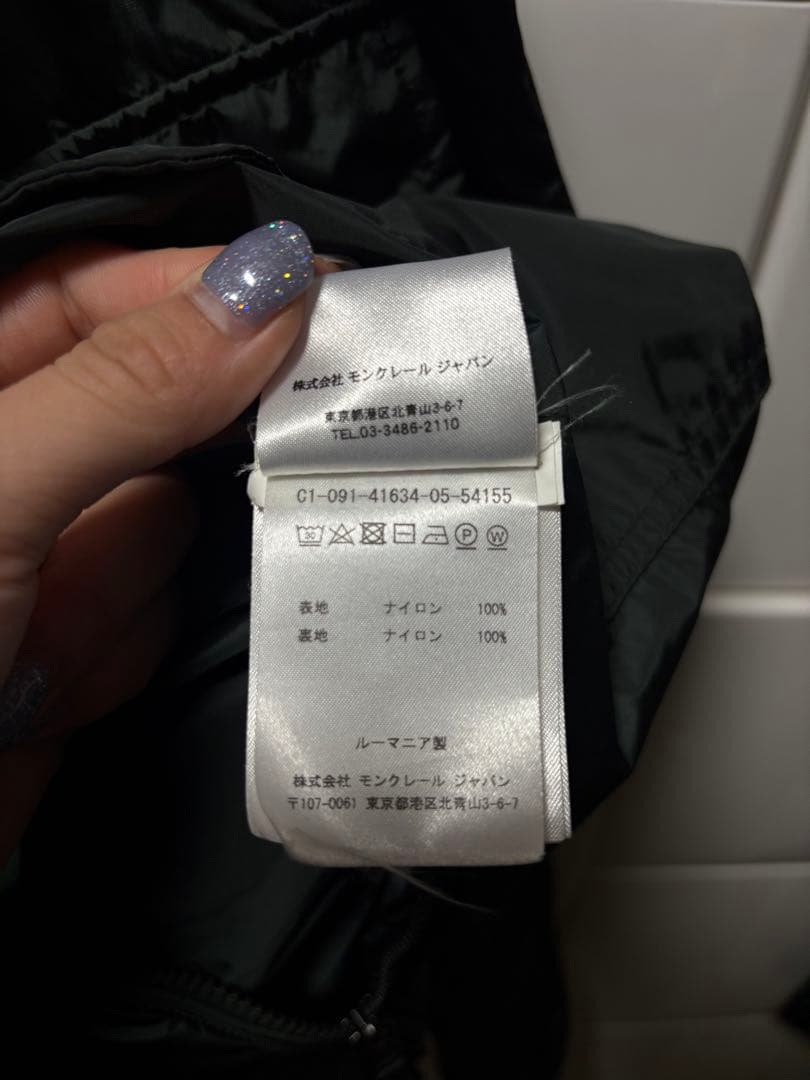 株式会社 モンクレール ジャパン
東京都港区北青山3-6-7
TEL.03-3486-2110
C1-091-41634-05-54155
30 P W
表地 ナイロン 100%
裏地 ナイロン 100%
ルーマニア製
株式会社 モンクレール ジャパン
〒107-0061 東京都港区北青山3-6-7